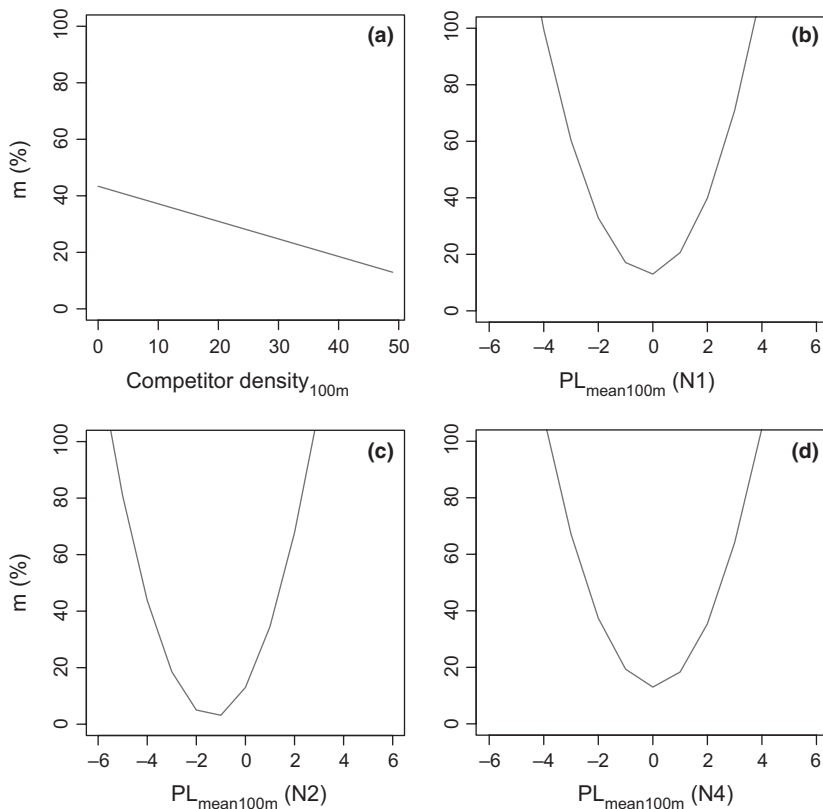 (a)
m (%)
0 20 40 60 80 100
0 10 20 30 40 50
Competitor density100m
(b)
0 20 40 60 80 100
–6 –4 –2 0 2 4 6
PLmean100m (N1)
(c)
m (%)
0 20 40 60 80 100
–6 –4 –2 0 2 4 6
PLmean100m (N2)
(d)
0 20 40 60 80 100
–6 –4 –2 0 2 4 6
PLmean100m (N4)